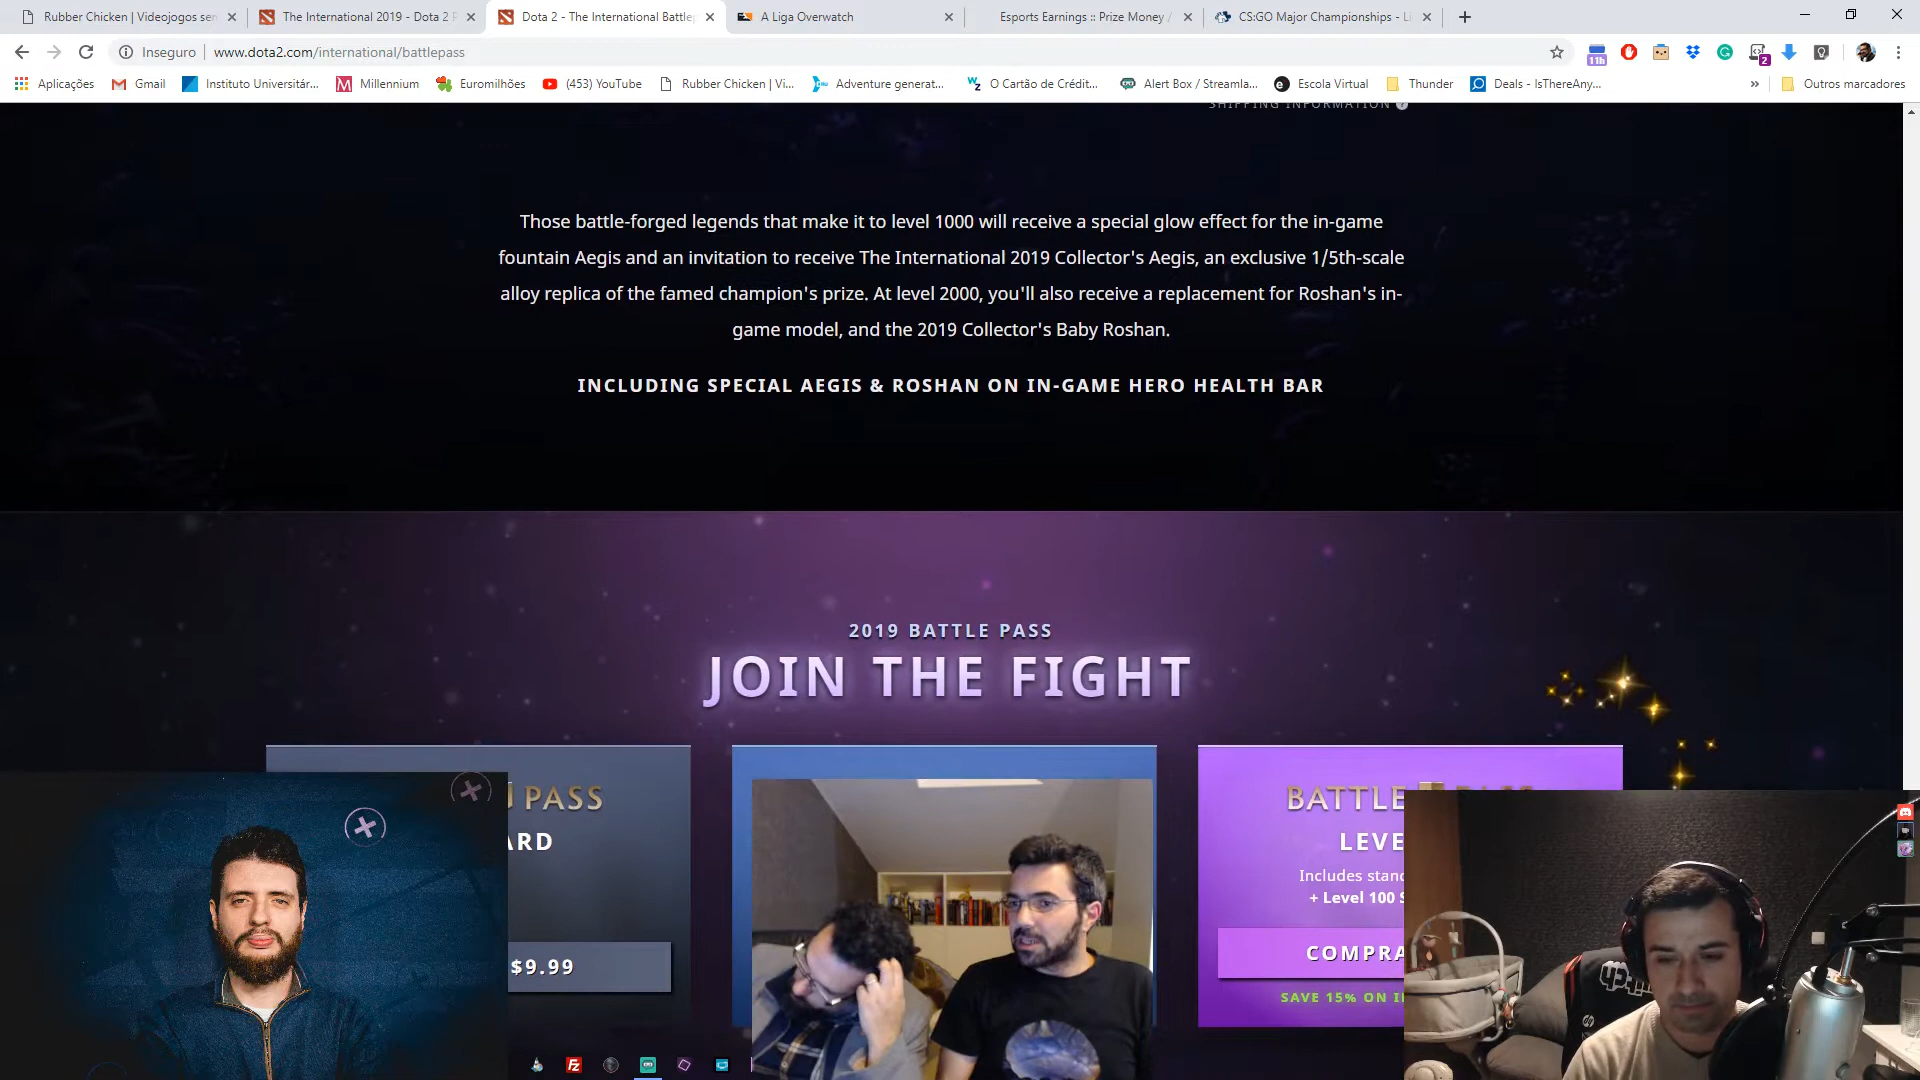 Rubber Chicken | Videojogos sen
The International 2019 - Dota 2 P
Dota 2 - The International Battlep
A Liga Overwatch
Esports Earnings :: Prize Money /
CS:GO Major Championships - Li
Inseguro
www.dota2.com/international/battlepass
11h
2
Aplicações
Gmail
Instituto Universitár...
Millennium
Euromilhões
(453) YouTube
Rubber Chicken | Vi...
Adventure generat...
O Cartão de Crédit...
Alert Box / Streamla...
Escola Virtual
Thunder
Deals - IsThereAny...
»
Outros marcadores
SHIPPING INFORMATION ?
Those battle-forged legends that make it to level 1000 will receive a special glow effect for the in-game
fountain Aegis and an invitation to receive The International 2019 Collector's Aegis, an exclusive 1/5th-scale
alloy replica of the famed champion's prize. At level 2000, you'll also receive a replacement for Roshan's in-
game model, and the 2019 Collector's Baby Roshan.
INCLUDING SPECIAL AEGIS & ROSHAN ON IN-GAME HERO HEALTH BAR
2019 BATTLE PASS
JOIN THE FIGHT
PASS
ARD
$9.99
BATTLE PASS
LEVE
Includes stand
+ Level 100 S
COMPRA
SAVE 15% ON I